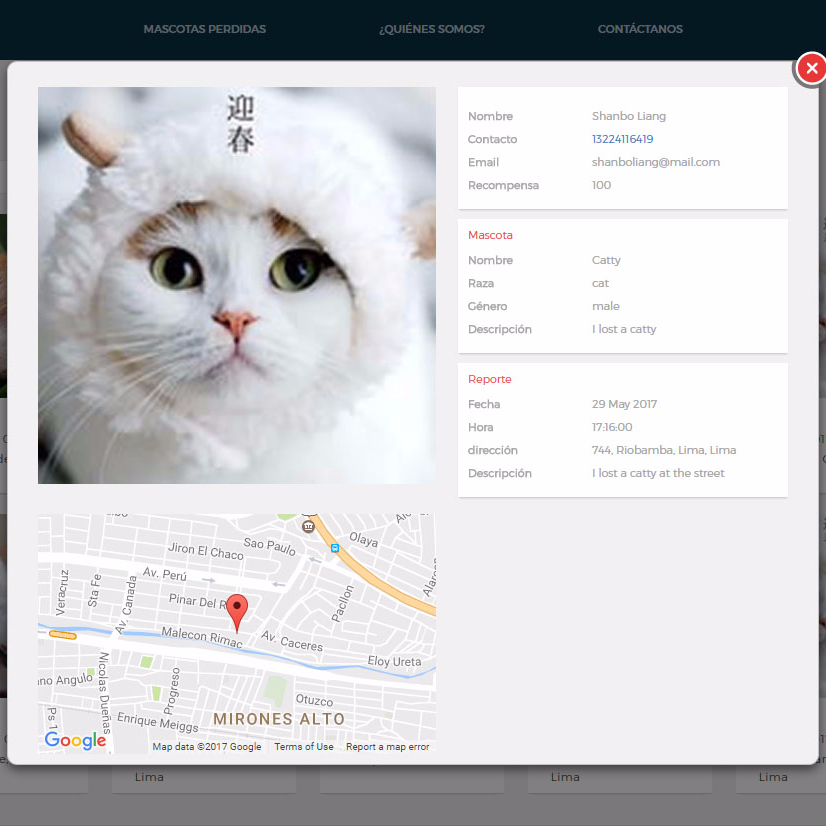 MASCOTAS PERDIDAS ¿QUIÉNES SOMOS? CONTÁCTANOS
迎
春
Nombre Shanbo Liang
Contacto 13224116419
Email shanboliang@mail.com
Recompensa 100
Mascota
Nombre Catty
Raza cat
Género male
Descripción I lost a catty
Reporte
Fecha 29 May 2017
Hora 17:16:00
dirección 744, Riobamba, Lima, Lima
Descripción I lost a catty at the street
Olaya
Sao Paulo
Jiron El Chaco
Av. Perú
Veracruz
Sta Fe
Av. Canada
Pinar Del R
Pacllon
Malecon Rimac
Av. Caceres
Eloy Ureta
no Angulo
Nicolas Dueñas
Progreso
Otuzco
Ps 1
Enrique Meiggs
MIRONES ALTO
Google
Map data ©2017 Google Terms of Use Report a map error
Lima Lima Lima